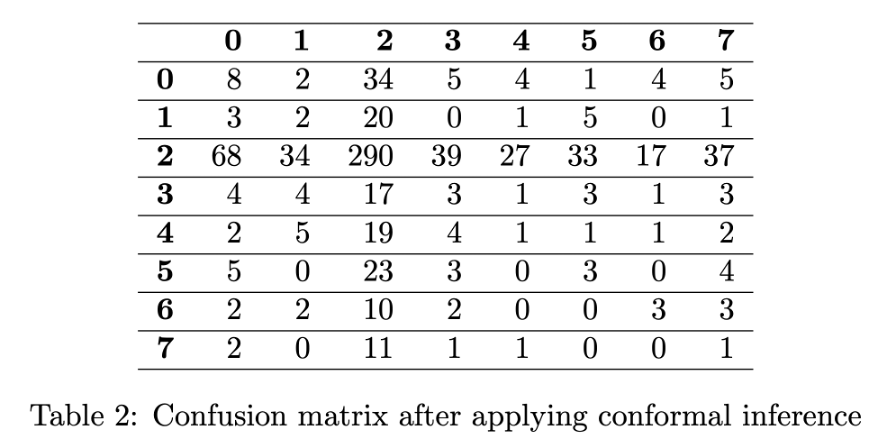 0 1 2 3 4 5 6 7
0 8 2 34 5 4 1 4 5
1 3 2 20 0 1 5 0 1
2 68 34 290 39 27 33 17 37
3 4 4 17 3 1 3 1 3
4 2 5 19 4 1 1 1 2
5 5 0 23 3 0 3 0 4
6 2 2 10 2 0 0 3 3
7 2 0 11 1 1 0 0 1
Table 2: Confusion matrix after applying conformal inference